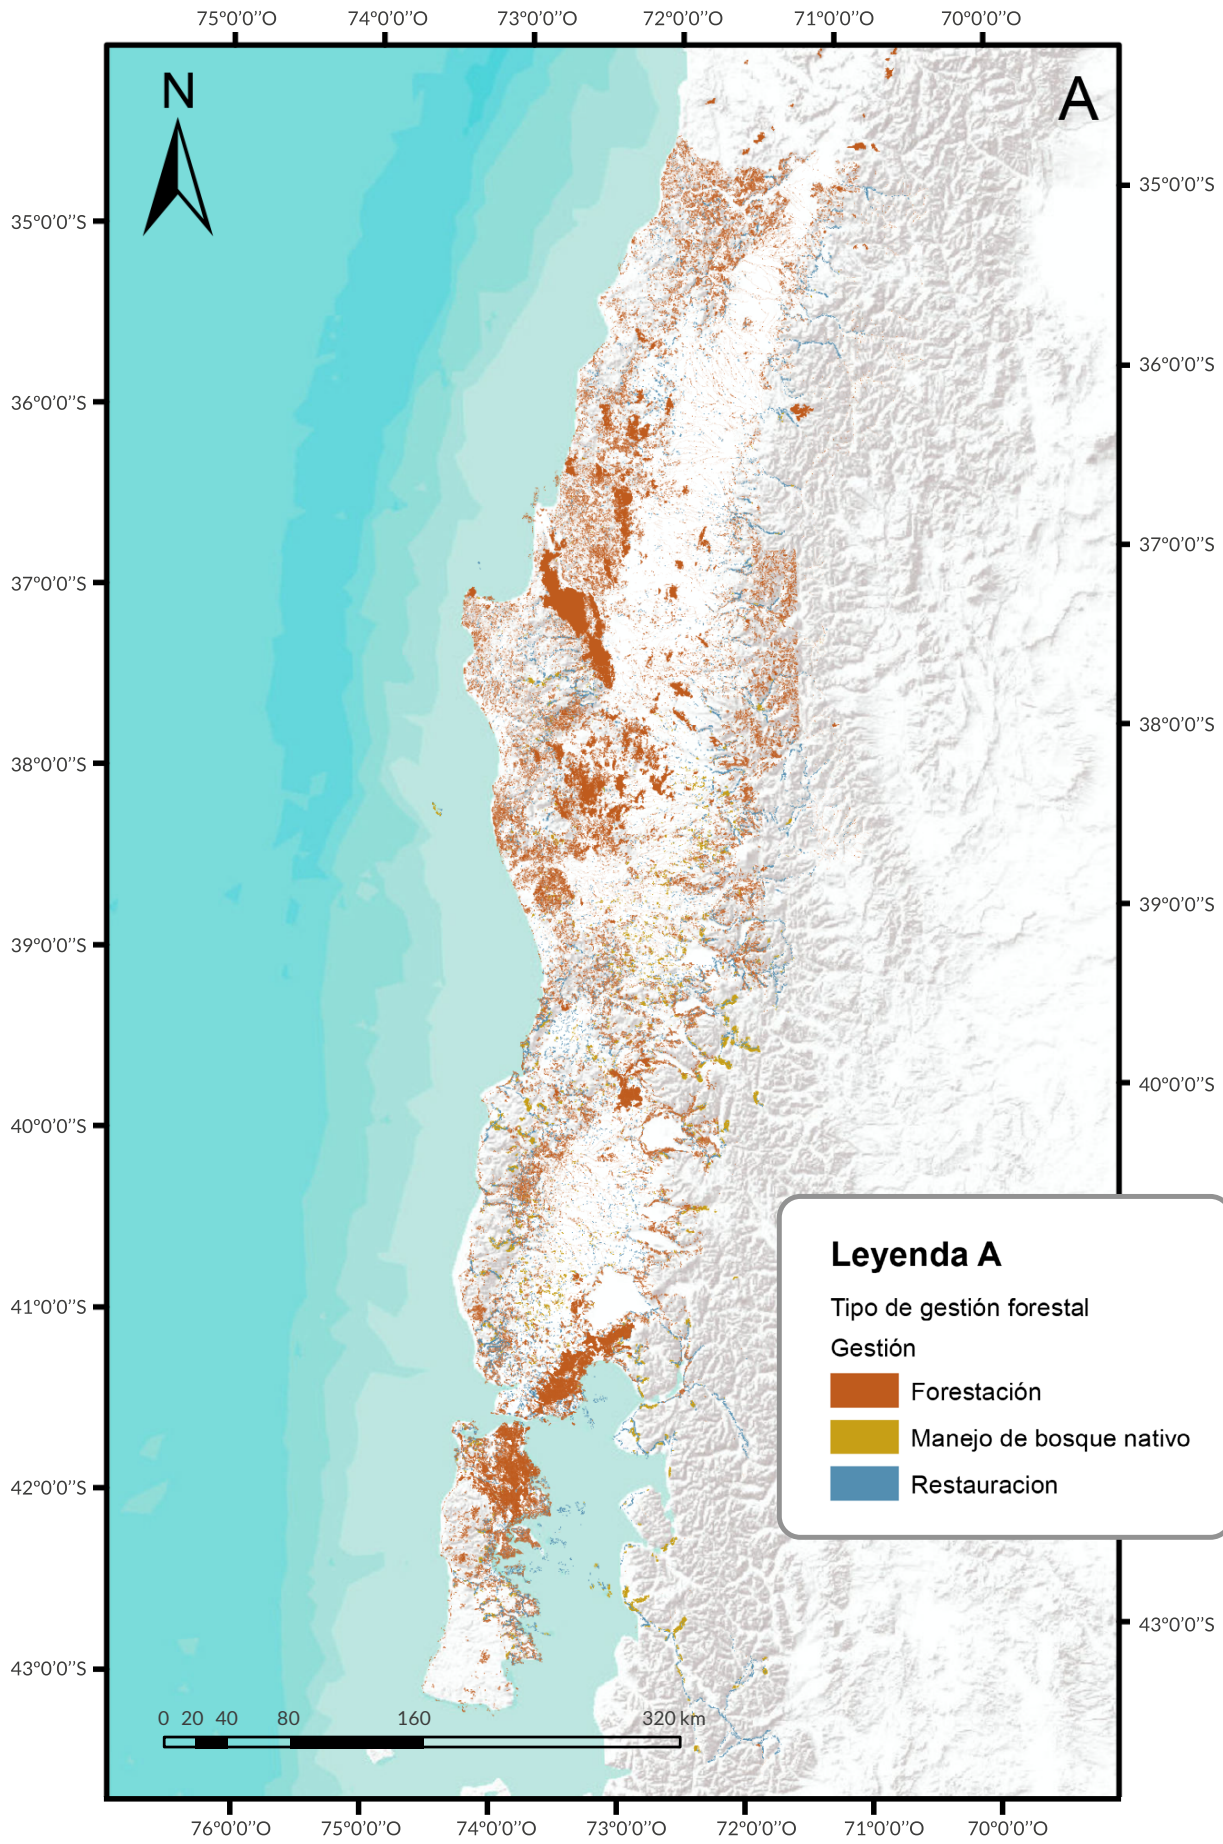 75°0'0''O 74°0'0''O 73°0'0''O 72°0'0''O 71°0'0''O 70°0'0''O
N
A
35°0'0''S
35°0'0''S
36°0'0''S
36°0'0''S
37°0'0''S
37°0'0''S
38°0'0''S
38°0'0''S
39°0'0''S
39°0'0''S
40°0'0''S
40°0'0''S
Leyenda A
41°0'0''S
Tipo de gestión forestal
Gestión
Forestación
Manejo de bosque nativo
Restauracion
42°0'0''S
43°0'0''S
43°0'0''S
0 20 40 80 160 320 km
76°0'0''O 75°0'0''O 74°0'0''O 73°0'0''O 72°0'0''O 71°0'0''O 70°0'0''O